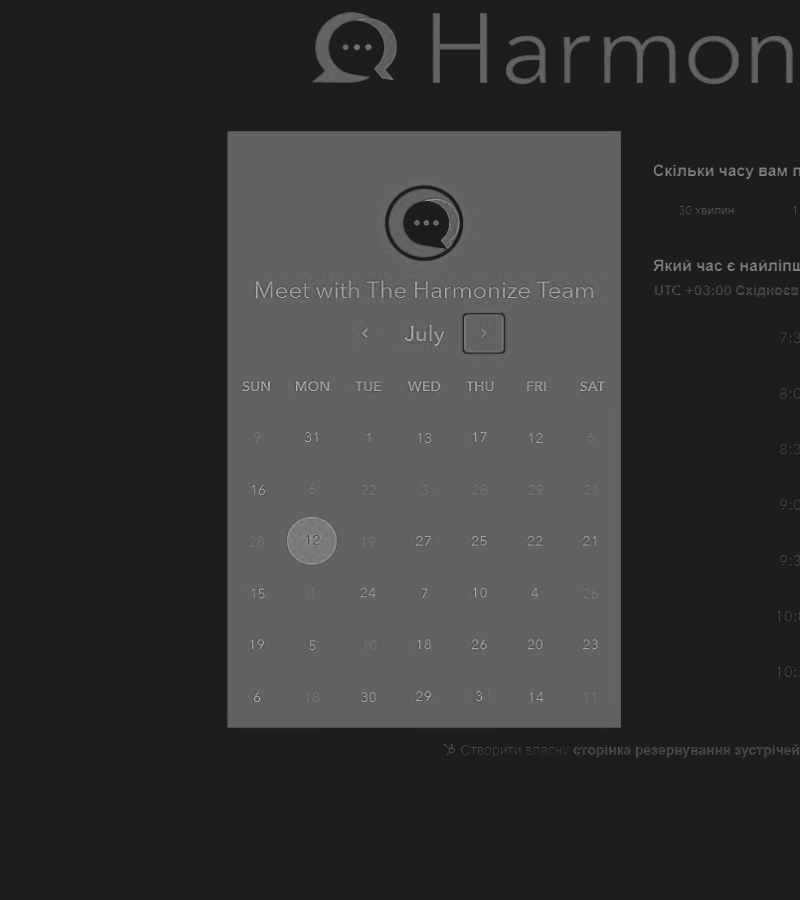 Harmon
Скільки часу вам п
30 хвилин 1
Який час є найліпш
UTC +03:00 Східноєв
Meet with The Harmonize Team
July
SUN MON TUE WED THU FRI SAT
9 31 1 13 17 12 6
16 6 22 3 28 29 21
28 12 19 27 25 22 21
15 1 24 7 10 4 26
19 5 10 18 26 20 23
6 18 30 29 3 14 11
7:3
8:0
8:3
9:0
9:3
10:0
10:3
Створити власну сторінка резервування зустрічей